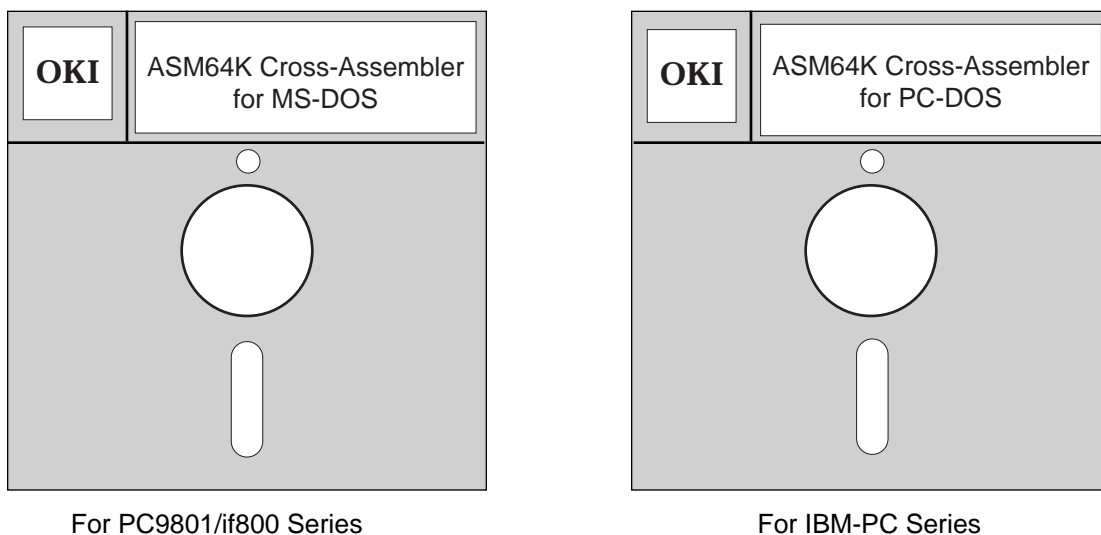 OKI
ASM64K Cross-Assembler
for MS-DOS
For PC9801/if800 Series
OKI
ASM64K Cross-Assembler
for PC-DOS
For IBM-PC Series